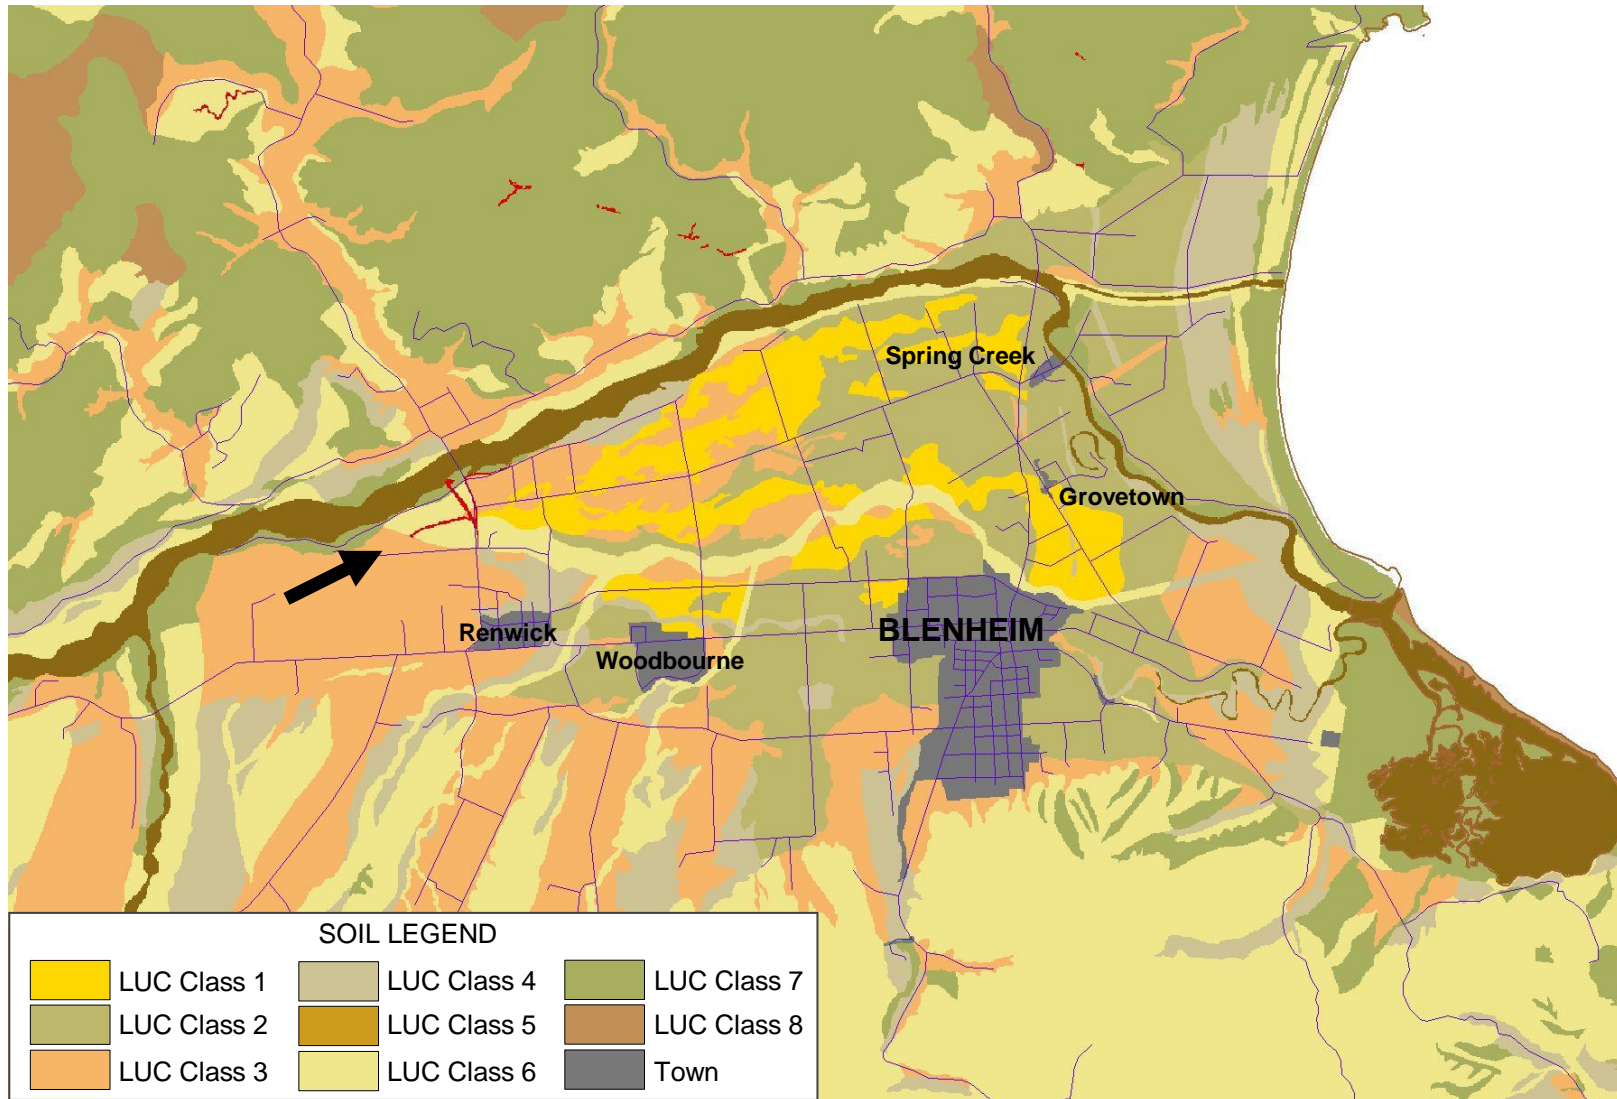 Spring Creek
Grovetown
Renwick
BLENHEIM
Woodbourne
SOIL LEGEND
LUC Class 1
LUC Class 4
LUC Class 7
LUC Class 2
LUC Class 5
LUC Class 8
LUC Class 3
LUC Class 6
Town